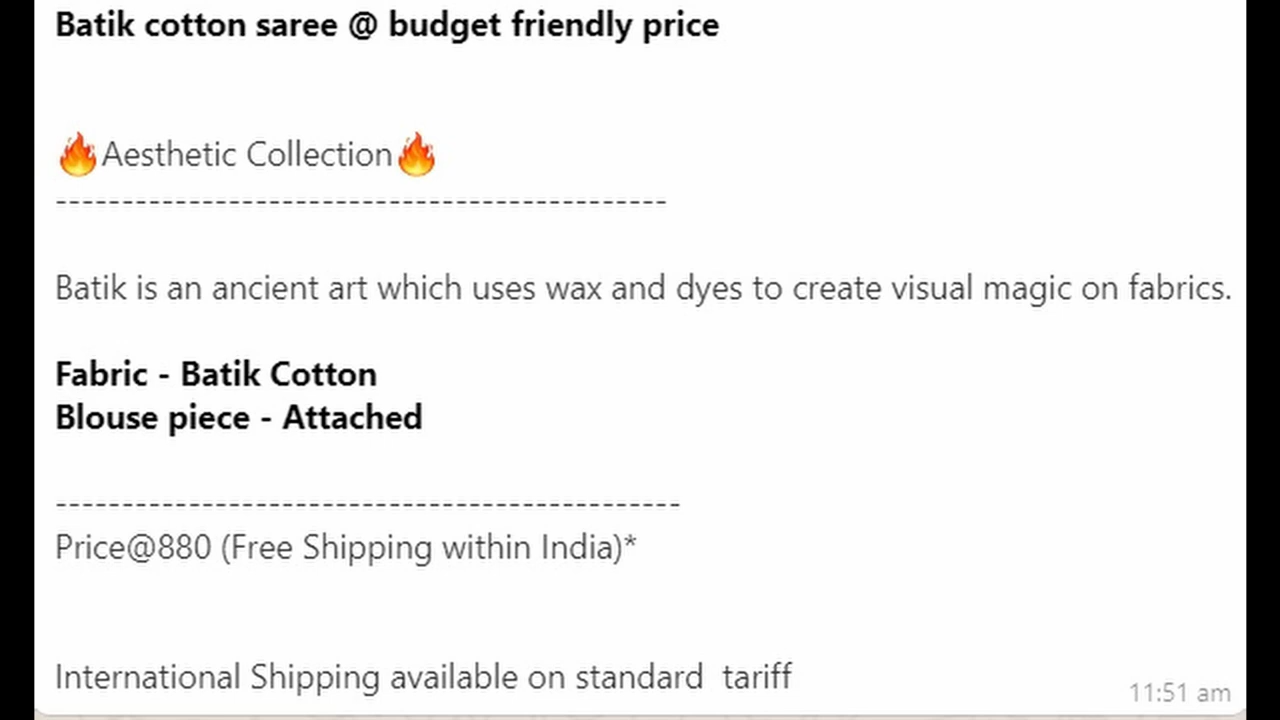 Batik cotton saree @ budget friendly price
🔥Aesthetic Collection🔥
----------------------------------------------
Batik is an ancient art which uses wax and dyes to create visual magic on fabrics.
Fabric - Batik Cotton
Blouse piece - Attached
-----------------------------------------------
Price@880 (Free Shipping within India)*
International Shipping available on standard  tariff
11:51 am